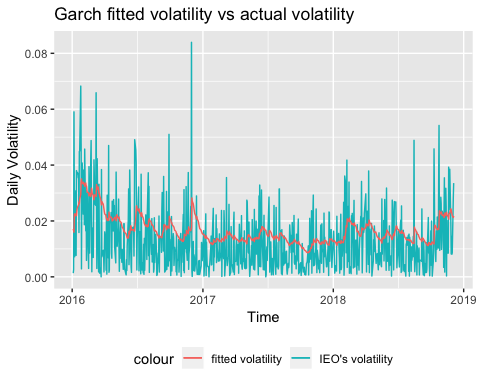 Garch fitted volatility vs actual volatility
0.08
0.06
0.04
0.02
0.00
Daily Volatility
2016 2017 2018 2019
Time
colour fitted volatility IEO's volatility